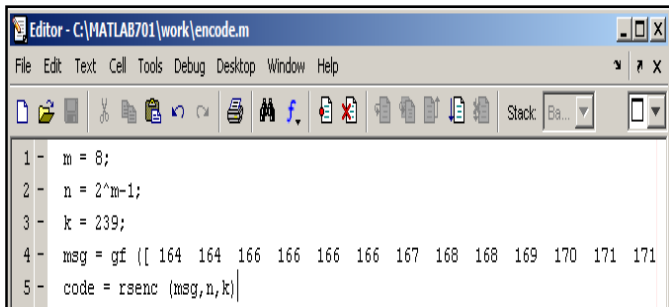 Editor - C:\MATLAB701\work\encode.m
File Edit Text Cell Tools Debug Desktop Window Help
Stack: Ba...
1 - m = 8;
2 - n = 2^m-1;
3 - k = 239;
4 - msg = gf ([ 164 164 166 166 166 166 167 168 168 169 170 171 171
5 - code = rsenc (msg,n,k)